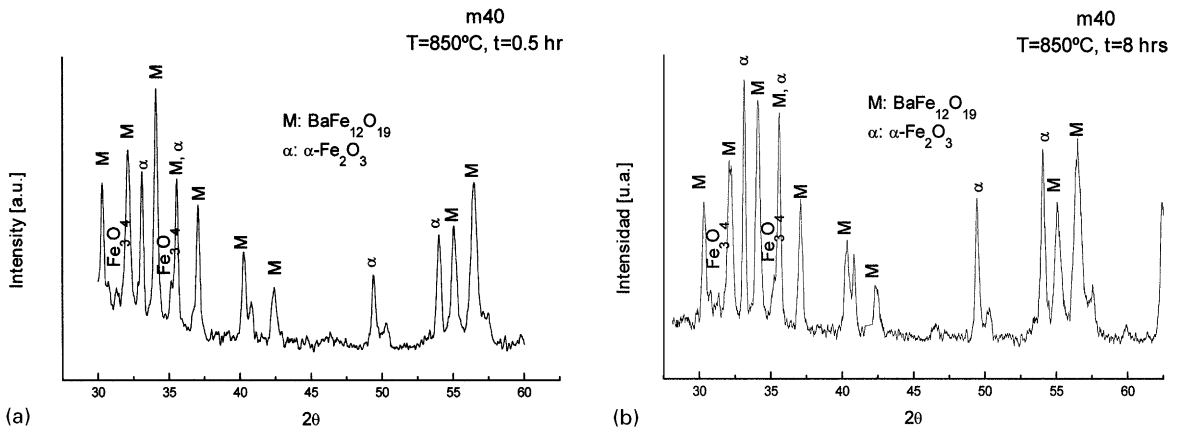 m40
T=850ºC, t=0.5 hr
M: BaFe12O19
α: α-Fe2O3
M
Fe3O4
M
α
M
Fe3O4
M, α
M
M
M
α
α
M
M
Intensity [a.u.]
30 35 40 45 50 55 60
2θ
(a)
m40
T=850ºC, t=8 hrs
M: BaFe12O19
α: α-Fe2O3
M
Fe3O4
M
α
M
Fe3O4
M, α
M
M
M
α
α
M
M
Intensidad [u.a.]
30 35 40 45 50 55 60
2θ
(b)